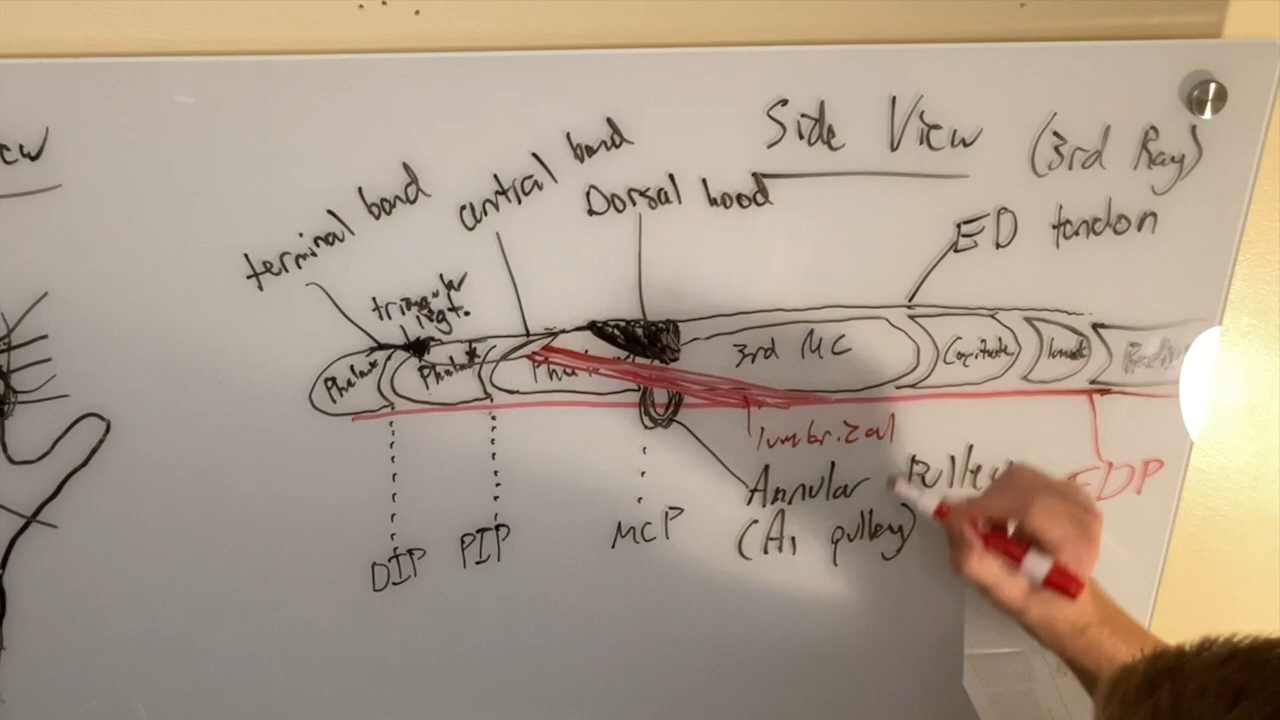 Side View (3rd Ray)
terminal band
central band
Dorsal hood
ED tendon
triangular
ligt.
3rd MC
Capitate
lunate
lumbrizal
Annular Pulley
(A1 pulley)
FDP
DIP
PIP
MCP